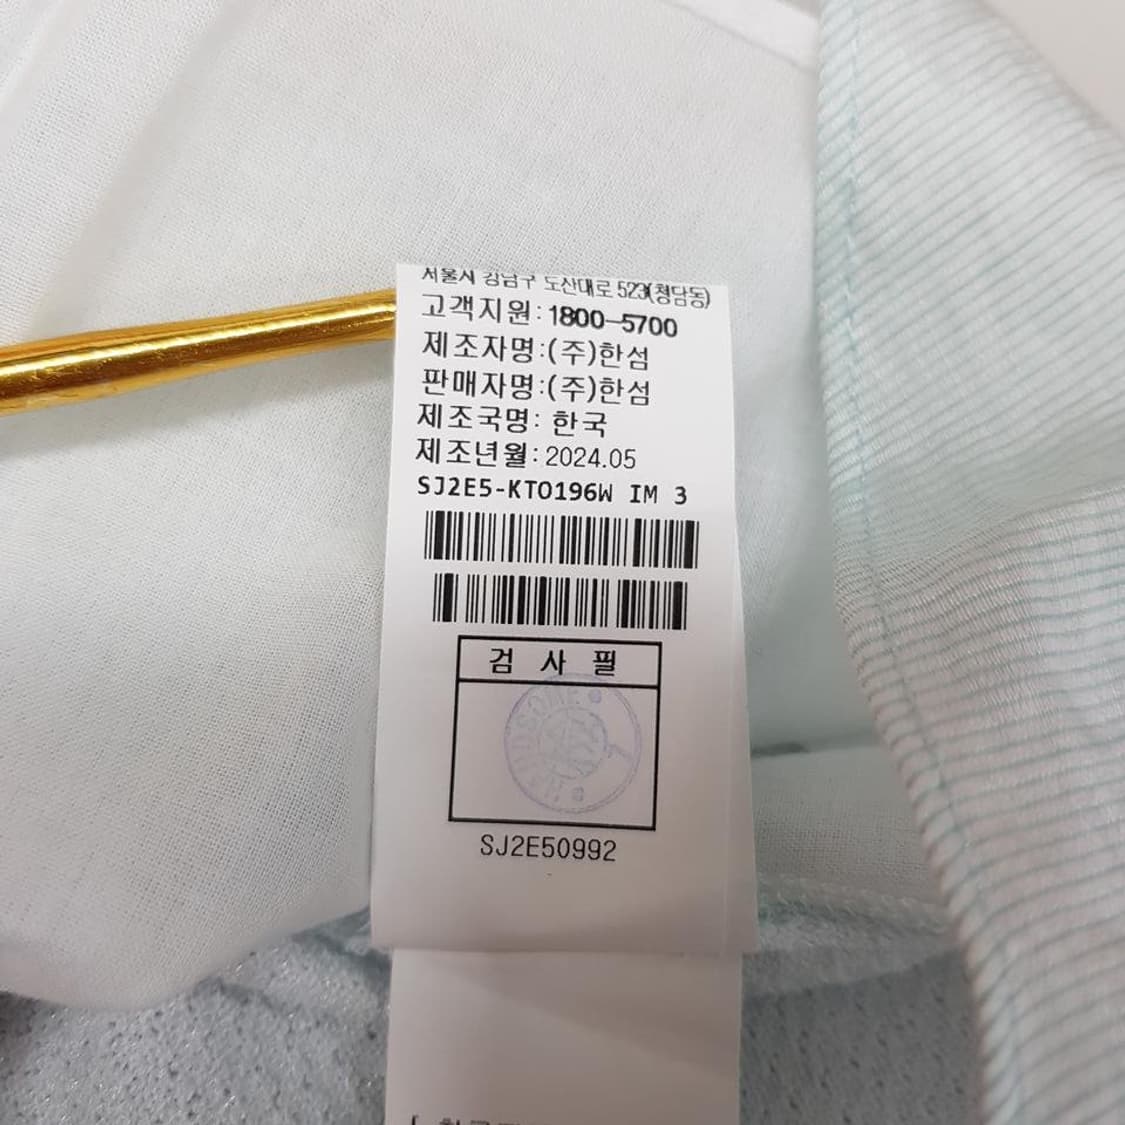 서울시 강남구 도산대로 523(청담동)
고객지원: 1800-5700
제조자명:(주)한섬
판매자명:(주)한섬
제조국명: 한국
제조년월: 2024.05
SJ2E5-KTO196W IM 3
검 사 필
SJ2E50992